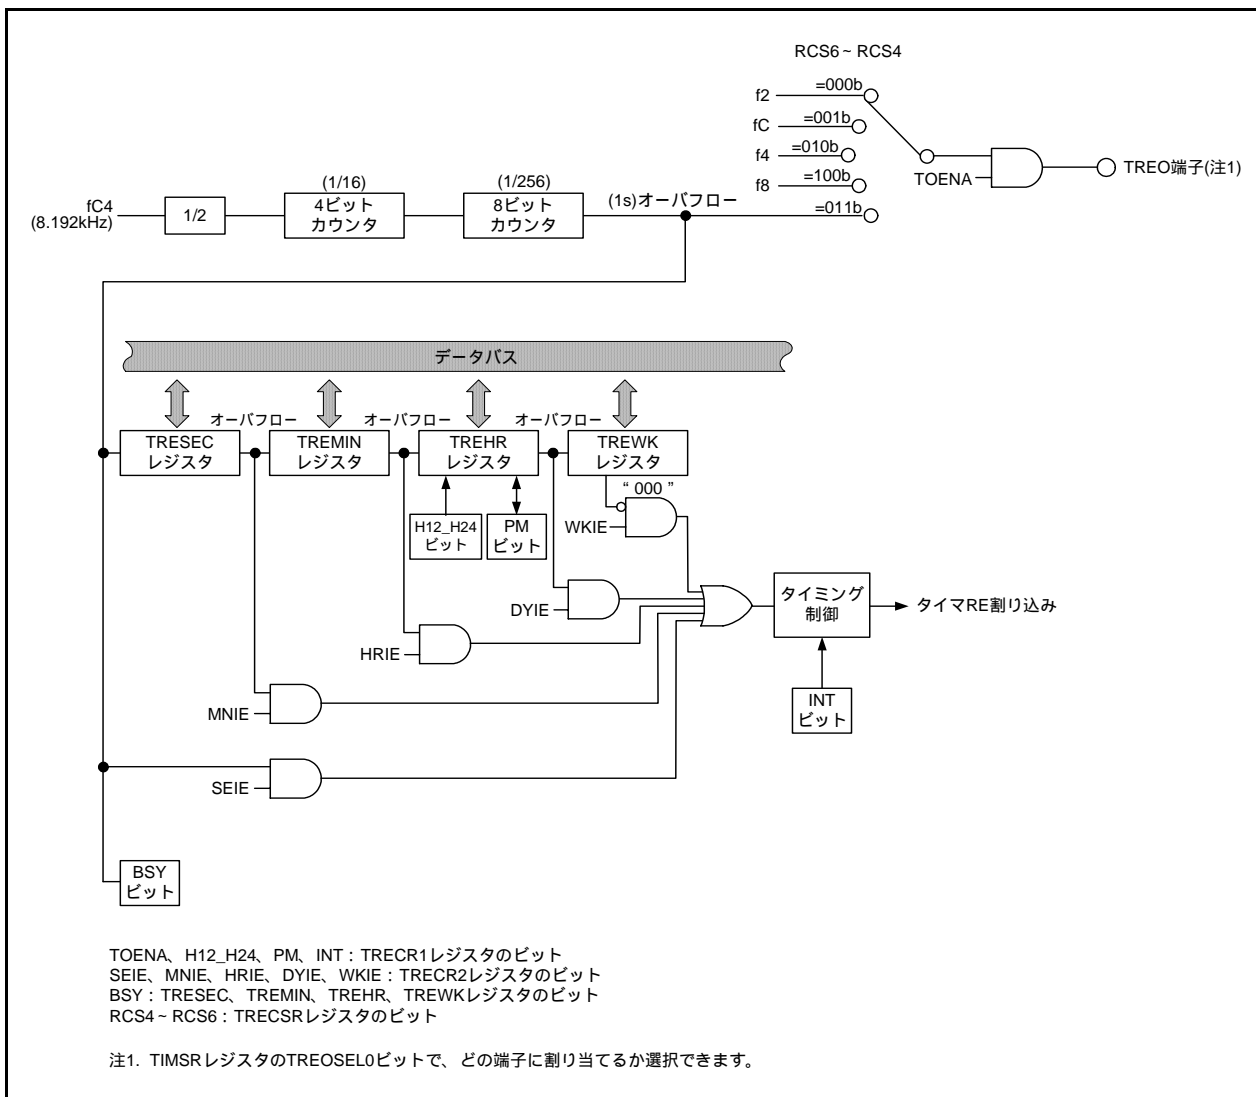 RCS6～RCS4
f2
=000b
fC
=001b
f4
=010b
f8
=100b
=011b
TOENA
TREO端子(注1)
fC4
(8.192kHz)
1/2
(1/16)
4ビット
カウンタ
(1/256)
8ビット
カウンタ
(1s)オーバフロー
データバス
オーバフロー
オーバフロー
オーバフロー
TRESEC
レジスタ
TREMIN
レジスタ
TREHR
レジスタ
TREWK
レジスタ
H12_H24
ビット
PM
ビット
“ 000 ”
WKIE
DYIE
HRIE
MNIE
SEIE
タイミング
制御
タイマRE割り込み
INT
ビット
BSY
ビット
TOENA、H12_H24、PM、INT : TRECR1レジスタのビット
SEIE、MNIE、HRIE、DYIE、WKIE : TRECR2レジスタのビット
BSY : TRESEC、TREMIN、TREHR、TREWKレジスタのビット
RCS4～RCS6 : TRECSRレジスタのビット
注1. TIMSRレジスタのTREOSEL0ビットで、どの端子に割り当てるか選択できます。